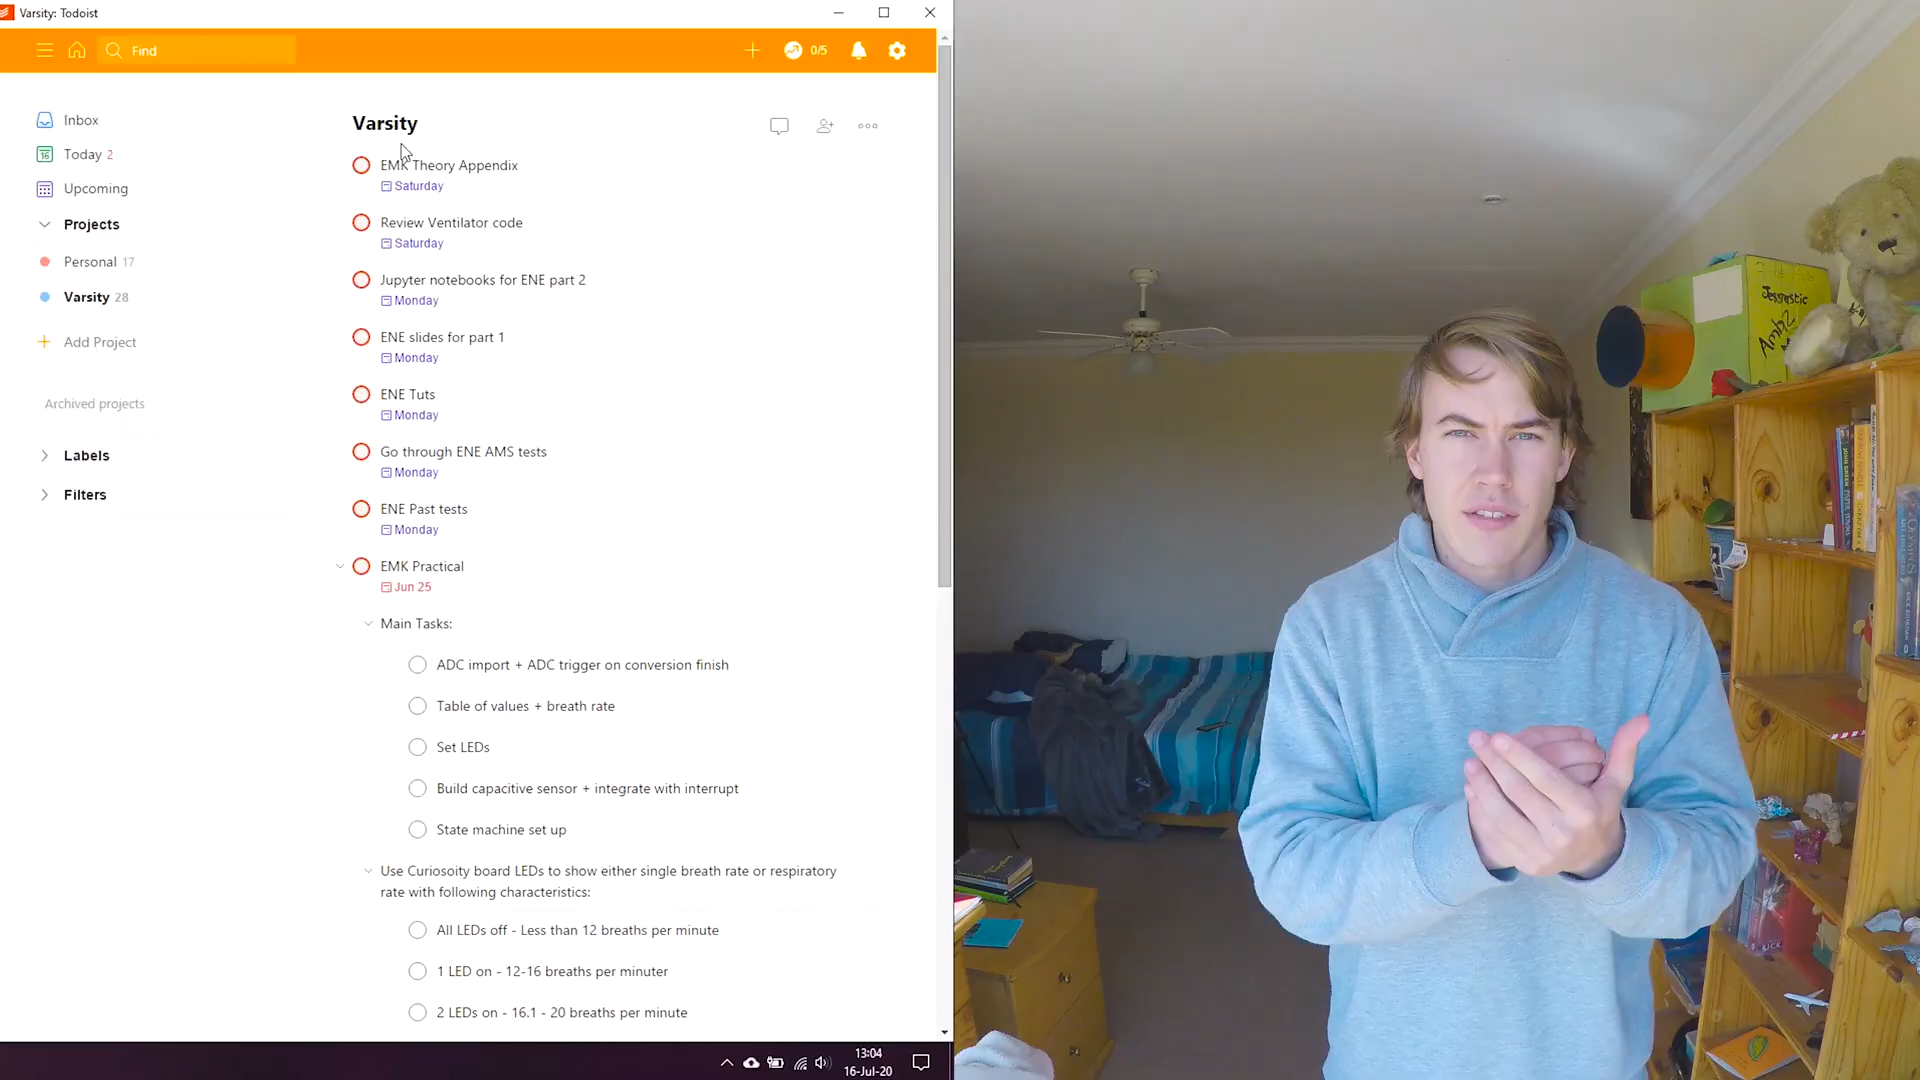 Varsity: Todoist
Find
0/5
Inbox
16
Today 2
Upcoming
Projects
Personal 17
Varsity 28
Add Project
Archived projects
Labels
Filters
Varsity
EMK Theory Appendix
Saturday
Review Ventilator code
Saturday
Jupyter notebooks for ENE part 2
Monday
ENE slides for part 1
Monday
ENE Tuts
Monday
Go through ENE AMS tests
Monday
ENE Past tests
Monday
EMK Practical
Jun 25
Main Tasks:
ADC import + ADC trigger on conversion finish
Table of values + breath rate
Set LEDs
Build capacitive sensor + integrate with interrupt
State machine set up
Use Curiosity board LEDs to show either single breath rate or respiratory
rate with following characteristics:
All LEDs off - Less than 12 breaths per minute
1 LED on - 12-16 breaths per minuter
2 LEDs on - 16.1 - 20 breaths per minute
13:04
16-Jul-20
Jesstastic